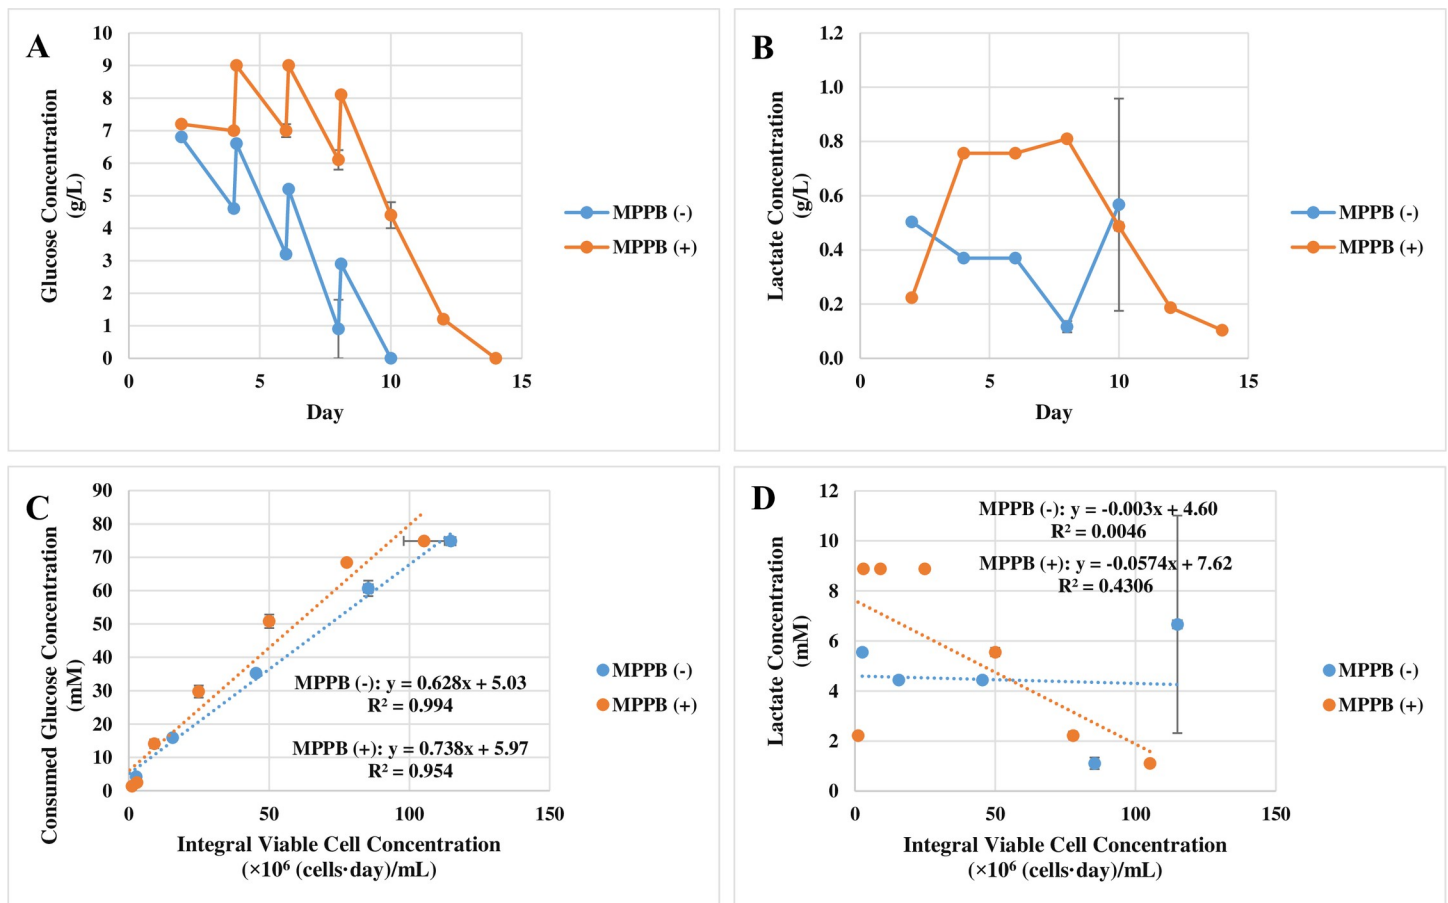 A
Glucose Concentration
(g/L)
10
9
8
7
6
5
4
3
2
1
0
0 5 10 15
Day
MPPB (-)
MPPB (+)
B
Lactate Concentration
(g/L)
1.2
1.0
0.8
0.6
0.4
0.2
0.0
0 5 10 15
Day
MPPB (-)
MPPB (+)
C
Consumed Glucose Concentration
(mM)
90
80
70
60
50
40
30
20
10
0
MPPB (-): y = 0.628x + 5.03
R² = 0.994
MPPB (+): y = 0.738x + 5.97
R² = 0.954
0 50 100 150
Integral Viable Cell Concentration
(×10⁶ (cells·day)/mL)
MPPB (-)
MPPB (+)
D
Lactate Concentration
(mM)
12
10
8
6
4
2
0
MPPB (-): y = -0.003x + 4.60
R² = 0.0046
MPPB (+): y = -0.0574x + 7.62
R² = 0.4306
0 50 100 150
Integral Viable Cell Concentration
(×10⁶ (cells·day)/mL)
MPPB (-)
MPPB (+)